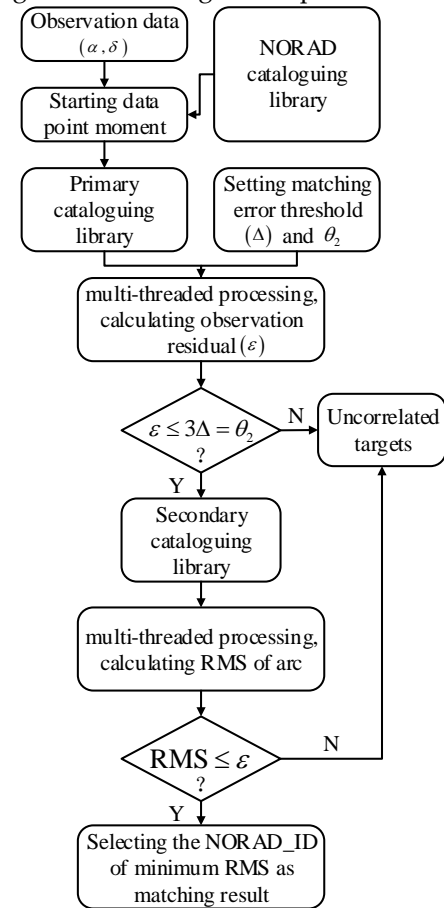 Observation data
(α, δ)
NORAD
cataloguing
library
Starting data
point moment
Primary
cataloguing
library
Setting matching
error threshold
(Δ) and θ₂
multi-threaded processing,
calculating observation
residual (ε)
ε ≤ 3Δ = θ₂
?
N
Uncorrelated
targets
Y
Secondary
cataloguing
library
multi-threaded processing,
calculating RMS of arc
RMS ≤ ε
?
N
Y
Selecting the NORAD_ID
of minimum RMS as
matching result